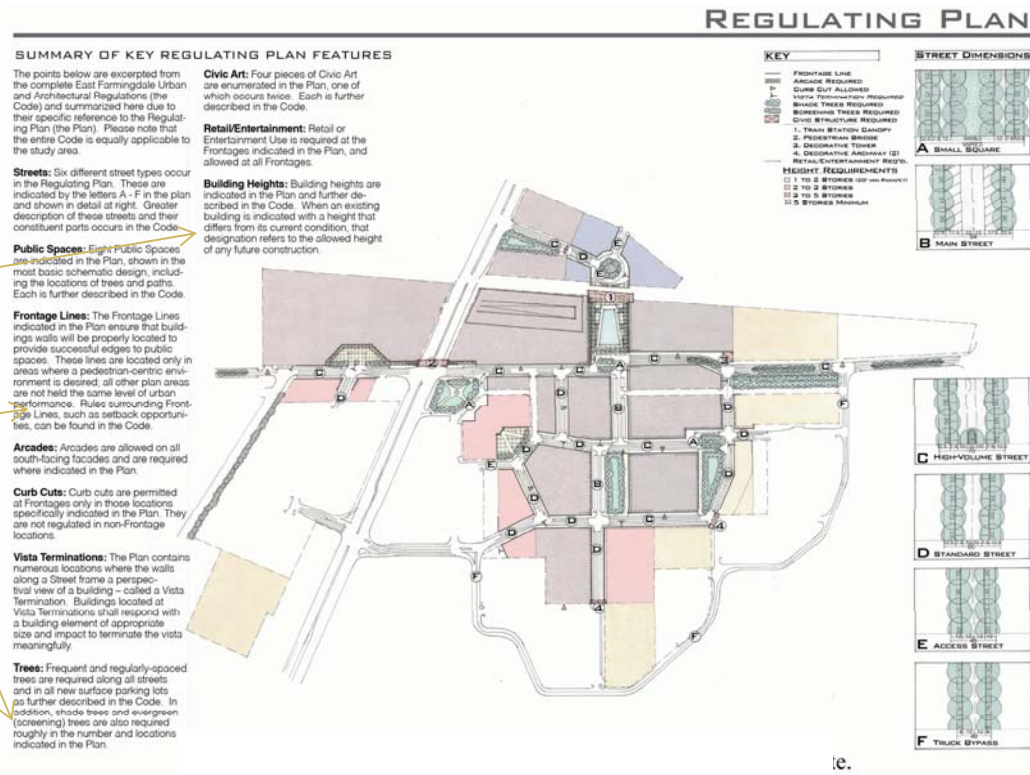 REGULATING PLAN
SUMMARY OF KEY REGULATING PLAN FEATURES
The points below are excerpted from
the complete East Farmingdale Urban
and Architectural Regulations (the
Code) and summarized here due to
their specific reference to the Regulat-
ing Plan (the Plan). Please note that
the entire Code is equally applicable to
the study area.
Streets: Six different street types occur
in the Regulating Plan. These are
indicated by the letters A - F in the plan
and shown in detail at right. Greater
description of these streets and their
constituent parts occurs in the Code.
Public Spaces: Eight Public Spaces
are indicated in the Plan, shown in the
most basic schematic design, includ-
ing the locations of trees and paths.
Each is further described in the Code.
Frontage Lines: The Frontage Lines
indicated in the Plan ensure that build-
ings walls will be properly located to
provide successful edges to public
spaces. These lines are located only in
areas where a pedestrian-centric envi-
ronment is desired; all other plan areas
are not held the same level of urban
performance. Rules surrounding Front-
age Lines, such as setback opportuni-
ties, can be found in the Code.
Arcades: Arcades are allowed on all
south-facing facades and are required
where indicated in the Plan.
Curb Cuts: Curb cuts are permitted
at Frontages only in those locations
specifically indicated in the Plan. They
are not regulated in non-Frontage
locations.
Vista Terminations: The Plan contains
numerous locations where the walls
along a Street frame a perspec-
tival view of a building – called a Vista
Termination. Buildings located at
Vista Terminations shall respond with
a building element of appropriate
size and impact to terminate the vista
meaningfully.
Trees: Frequent and regularly-spaced
trees are required along all streets
and in all new surface parking lots
as further described in the Code. In
addition, shade trees and evergreen
(screening) trees are also required
roughly in the number and locations
indicated in the Plan.
Civic Art: Four pieces of Civic Art
are enumerated in the Plan, one of
which occurs twice. Each is further
described in the Code.
Retail/Entertainment: Retail or
Entertainment Use is required at the
Frontages indicated in the Plan, and
allowed at all Frontages.
Building Heights: Building heights are
indicated in the Plan and further de-
scribed in the Code. When an existing
building is indicated with a height that
differs from its current condition, that
designation refers to the allowed height
of any future construction.
KEY
FRONTAGE LINE
ARCADE REQUIRED
CURB CUT ALLOWED
VISTA TERMINATION REQUIRED
SHADE TREES REQUIRED
SCREENING TREES REQUIRED
CIVIC STRUCTURE REQUIRED
1. TRAIN STATION CANOPY
2. PEDESTRIAN BRIDGE
3. DECORATIVE TOWER
4. DECORATIVE ARCHWAY (2)
RETAIL/ENTERTAINMENT REQ'D.
HEIGHT REQUIREMENTS
1 TO 2 STORIES
2 TO 3 STORIES
3 TO 5 STORIES
5 STORIES MINIMUM
STREET DIMENSIONS
A SMALL SQUARE
B MAIN STREET
C HIGH-VOLUME STREET
D STANDARD STREET
E ACCESS STREET
F TRUCK BYPASS
te.